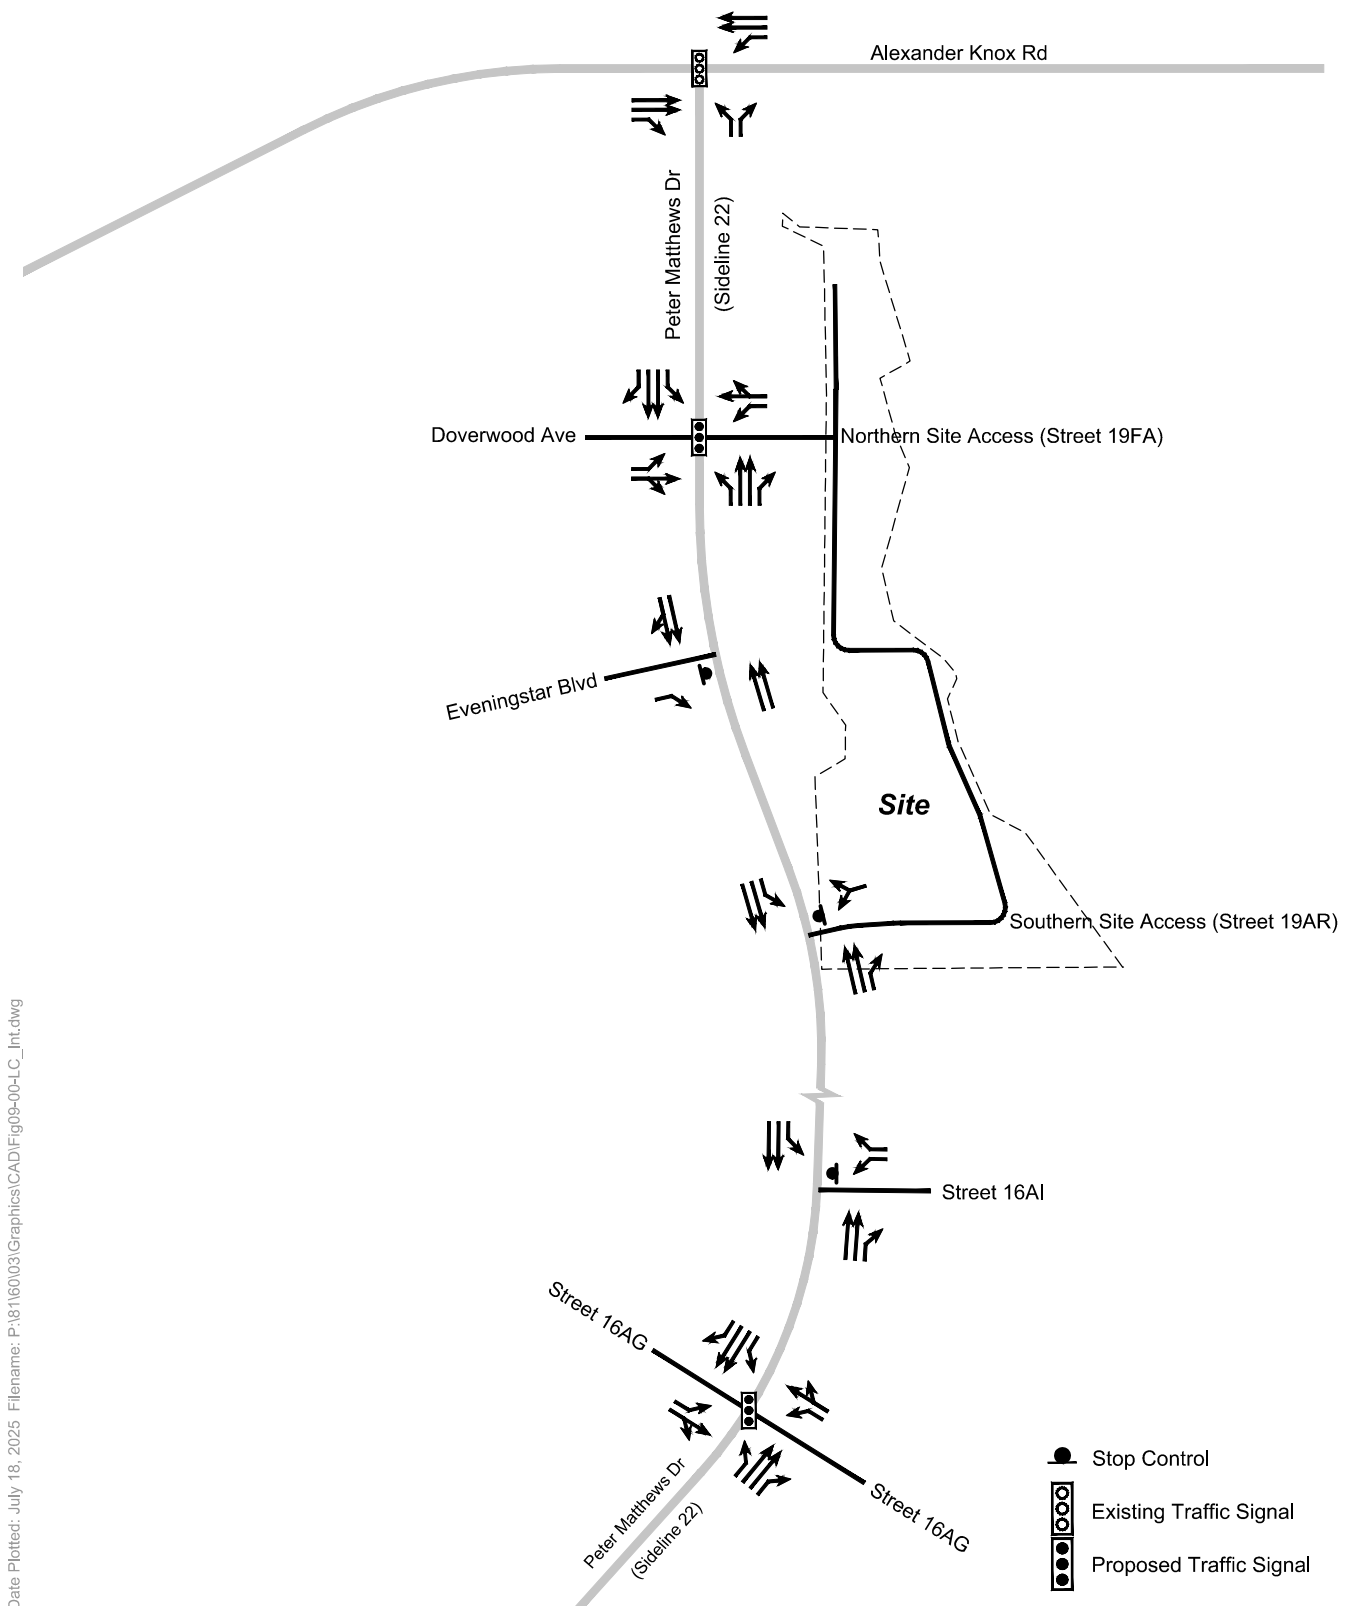 Alexander Knox Rd
Peter Matthews Dr
(Sideline 22)
Doverwood Ave
Northern Site Access (Street 19FA)
Eveningstar Blvd
Site
Southern Site Access (Street 19AR)
Street 16AI
Street 16AG
Street 16AG
Peter Matthews Dr
(Sideline 22)
Stop Control
Existing Traffic Signal
Proposed Traffic Signal
Date Plotted: July 18, 2025 Filename: P:\81\60\03\Graphics\CAD\Fig09-00-LC_Int.dwg